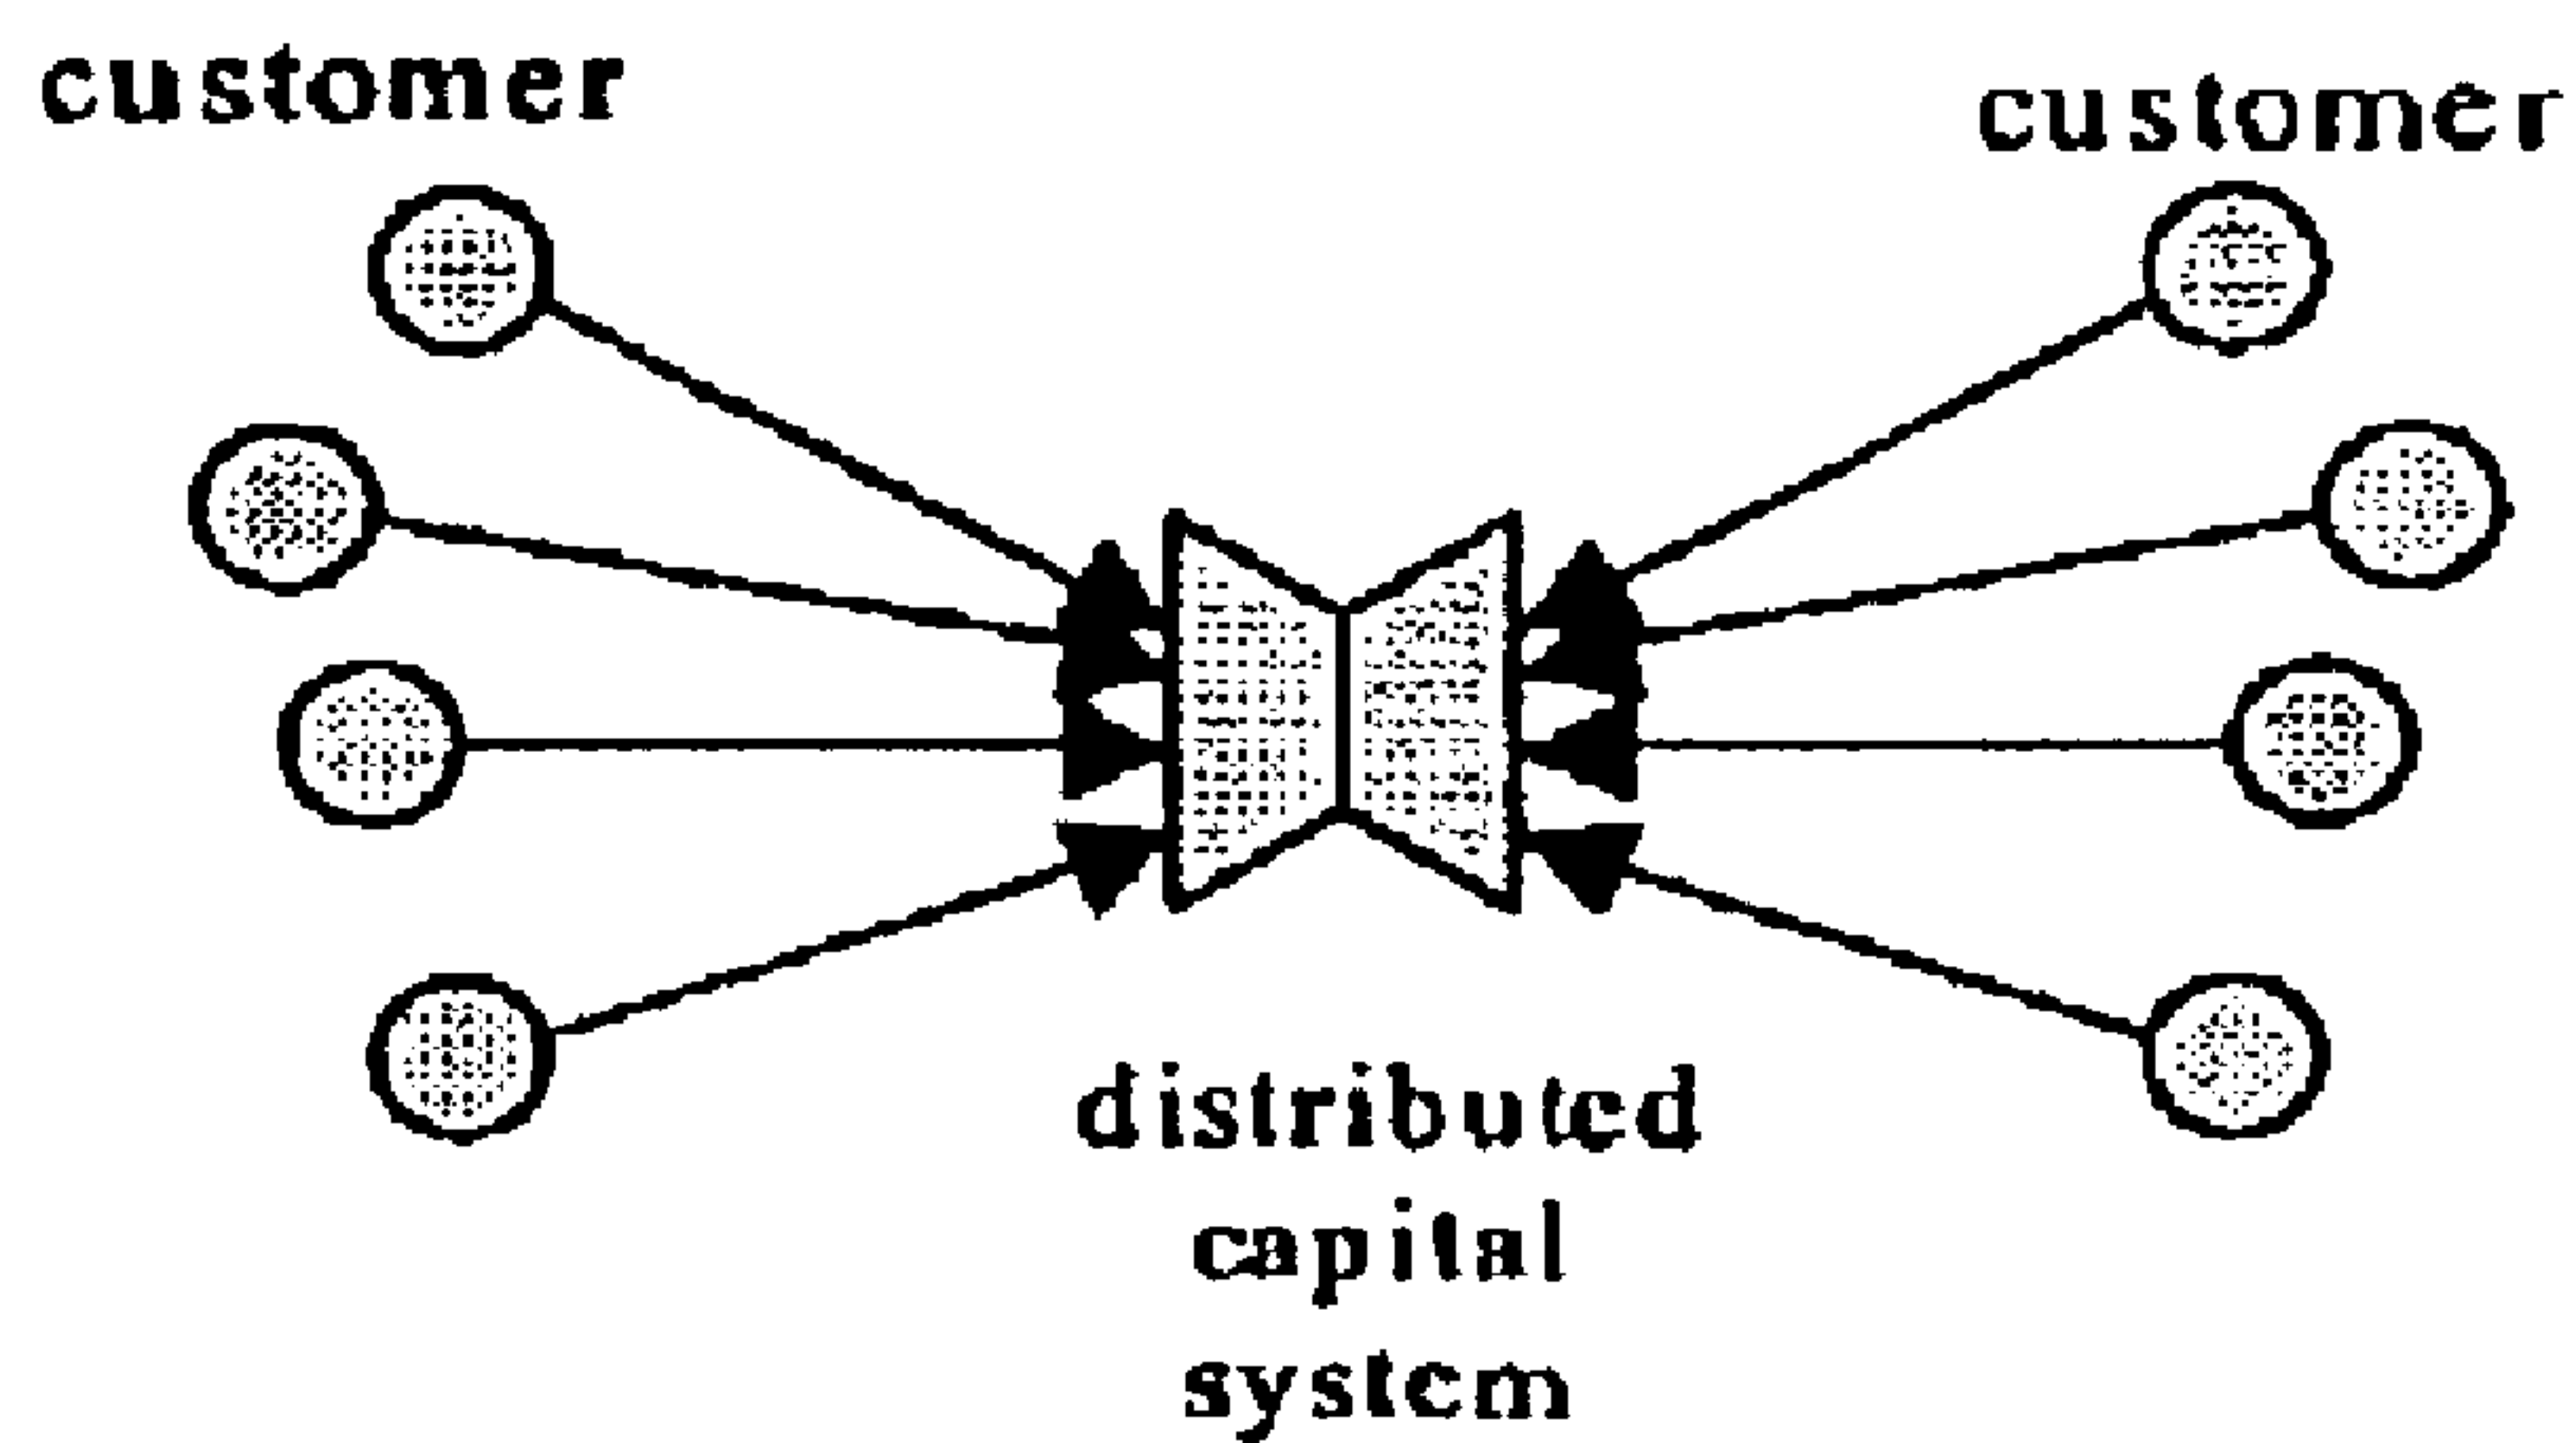 customer
customer
distributed
capital
system